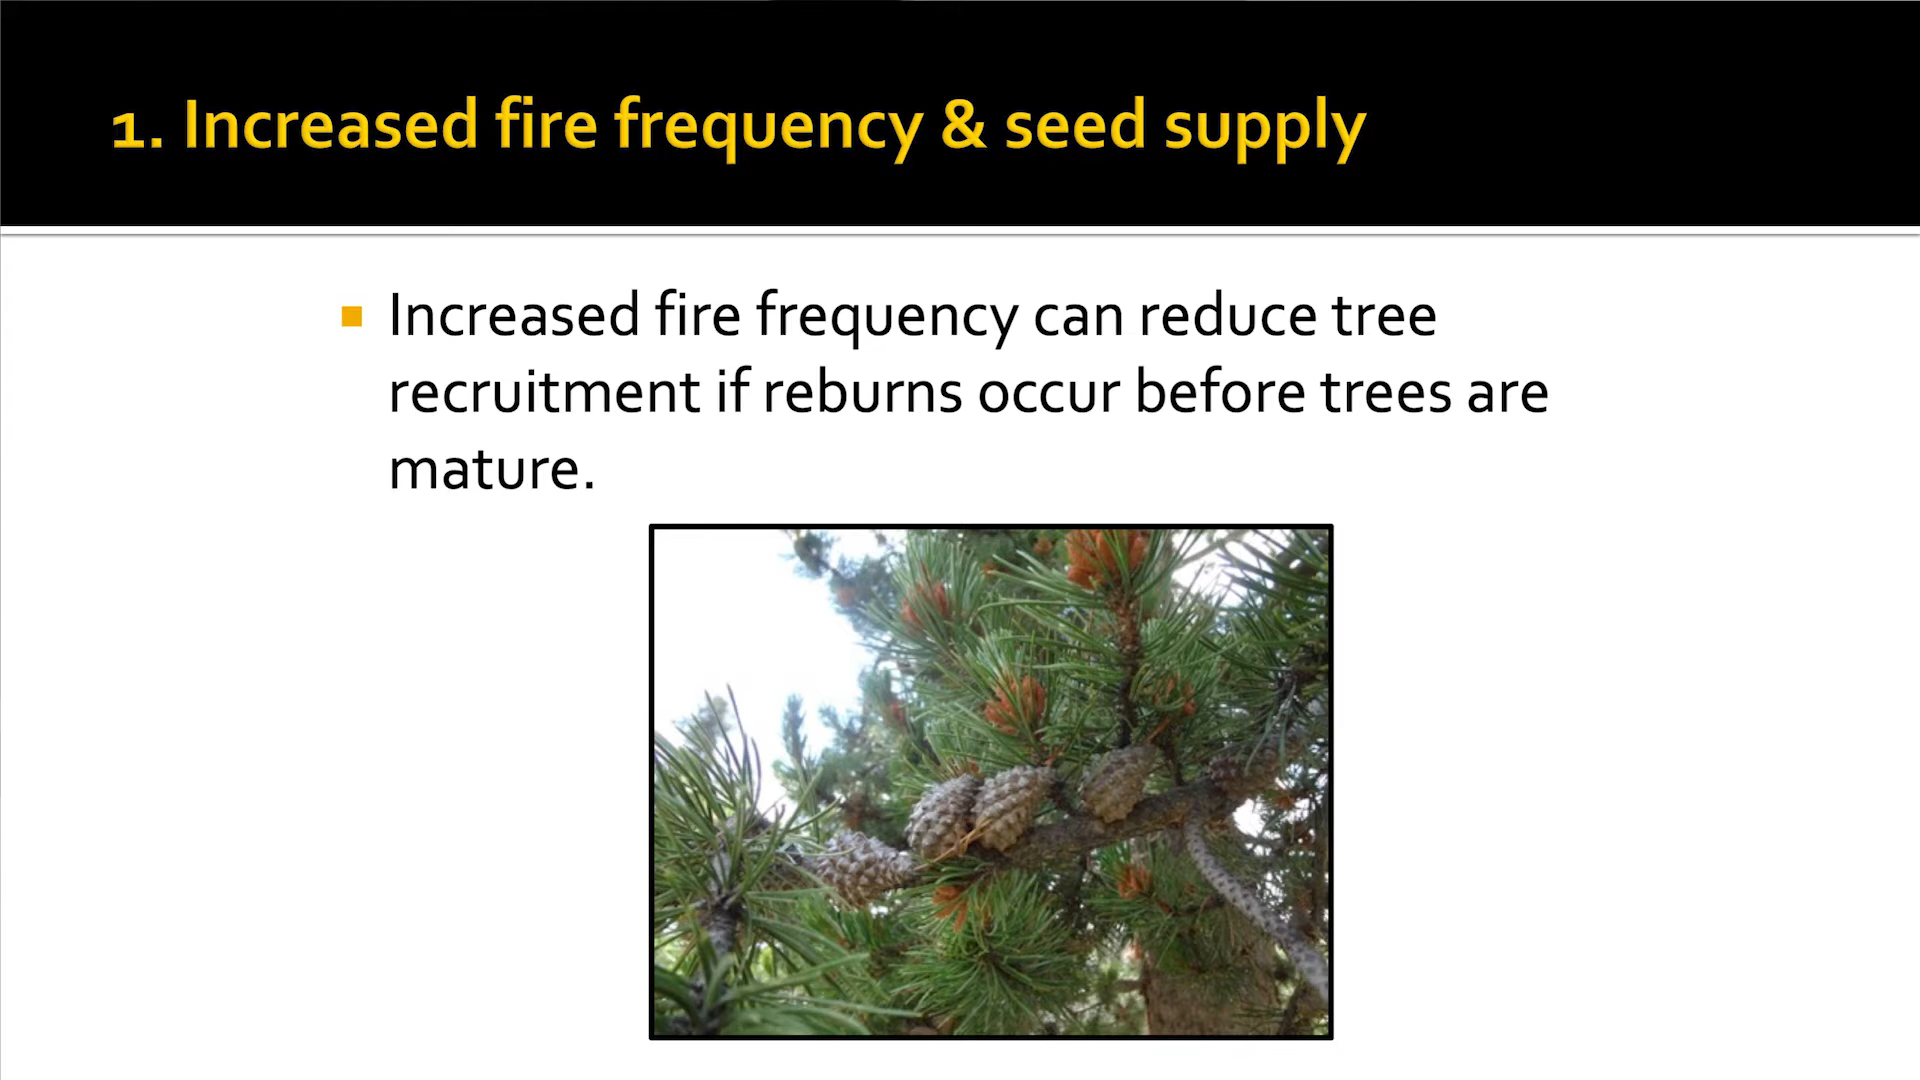 1. Increased fire frequency & seed supply
Increased fire frequency can reduce tree
recruitment if reburns occur before trees are
mature.